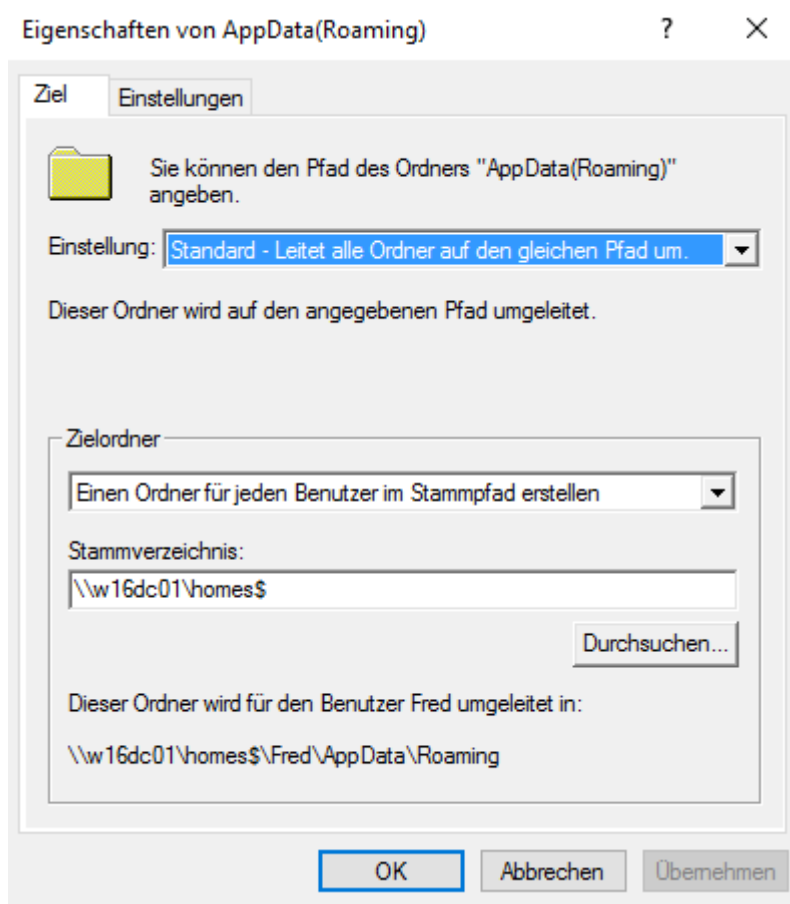 Eigenschaften von AppData(Roaming)
? ×
Ziel
Einstellungen
Sie können den Pfad des Ordners "AppData(Roaming)"
angeben.
Einstellung: Standard - Leitet alle Ordner auf den gleichen Pfad um.
Dieser Ordner wird auf den angegebenen Pfad umgeleitet.
Zielordner
Einen Ordner für jeden Benutzer im Stammpfad erstellen
Stammverzeichnis:
\\w16dc01\homes$
Durchsuchen...
Dieser Ordner wird für den Benutzer Fred umgeleitet in:
\\w16dc01\homes$\Fred\AppData\Roaming
OK
Abbrechen
Übernehmen